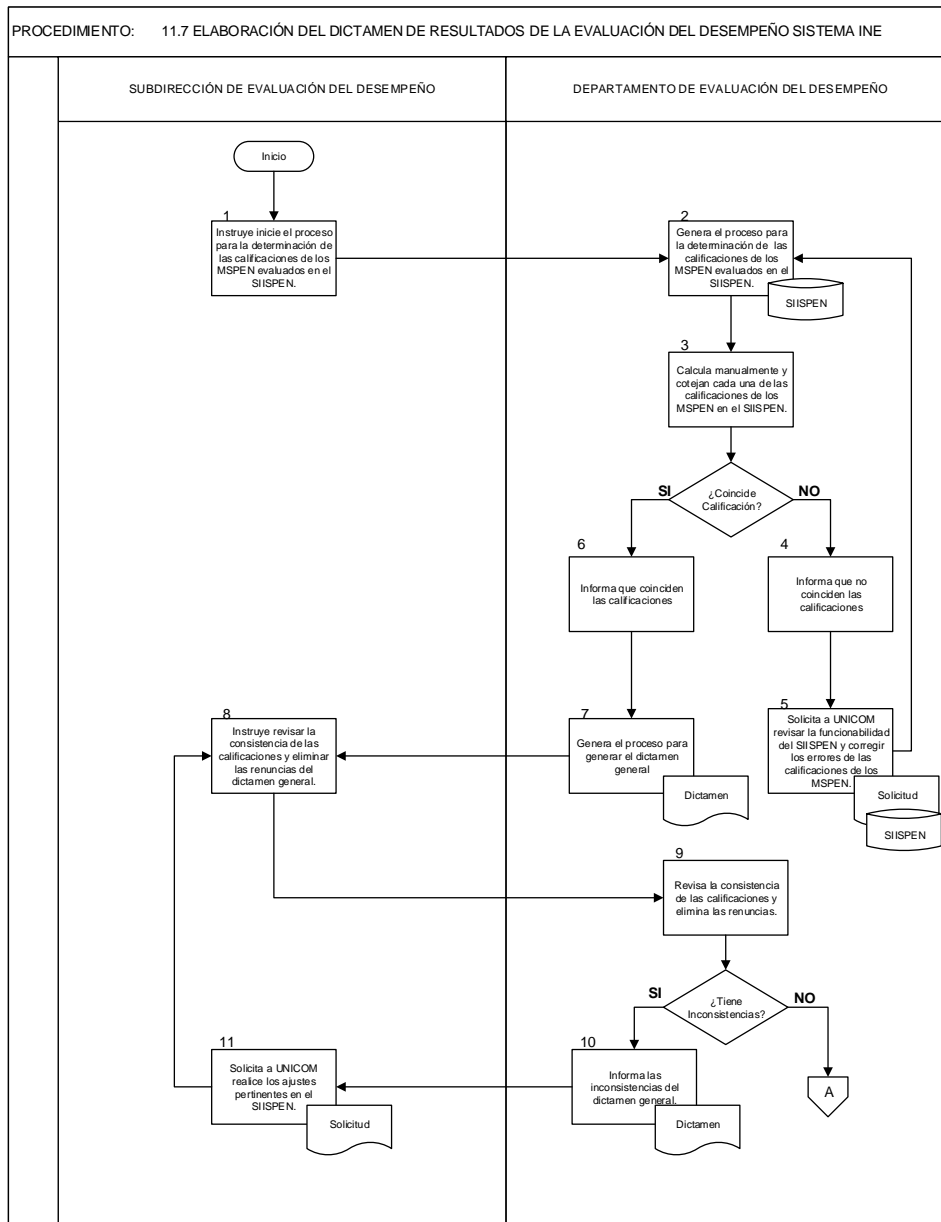 PROCEDIMIENTO: 11.7 ELABORACIÓN DEL DICTAMEN DE RESULTADOS DE LA EVALUACIÓN DEL DESEMPEÑO SISTEMA INE
SUBDIRECCIÓN DE EVALUACIÓN DEL DESEMPEÑO
DEPARTAMENTO DE EVALUACIÓN DEL DESEMPEÑO
Inicio
1
Instruye inicie el proceso
para la determinación de
las calificaciones de los
MSPEN evaluados en el
SIISPEN.
2
Genera el proceso para
la determinación de las
calificaciones de los
MSPEN evaluados en el
SIISPEN.
SIISPEN
3
Calcula manualmente y
cotejan cada una de las
calificaciones de los
MSPEN en el SIISPEN.
¿Coincide
Calificación?
SI
NO
6
Informa que coinciden
las calificaciones
4
Informa que no
coinciden las
calificaciones
5
Solicita a UNICOM
revisar la funcionabilidad
del SIISPEN y corregir
los errores de las
calificaciones de los
MSPEN.
Solicitud
SIISPEN
7
Genera el proceso para
generar el dictamen
general
Dictamen
8
Instruye revisar la
consistencia de las
calificaciones y eliminar
las renuncias del
dictamen general.
9
Revisa la consistencia
de las calificaciones y
elimina las renuncias.
¿Tiene
Inconsistencias?
SI
NO
10
Informa las
inconsistencias del
dictamen general.
Dictamen
11
Solicita a UNICOM
realice los ajustes
pertinentes en el
SIISPEN.
Solicitud
A